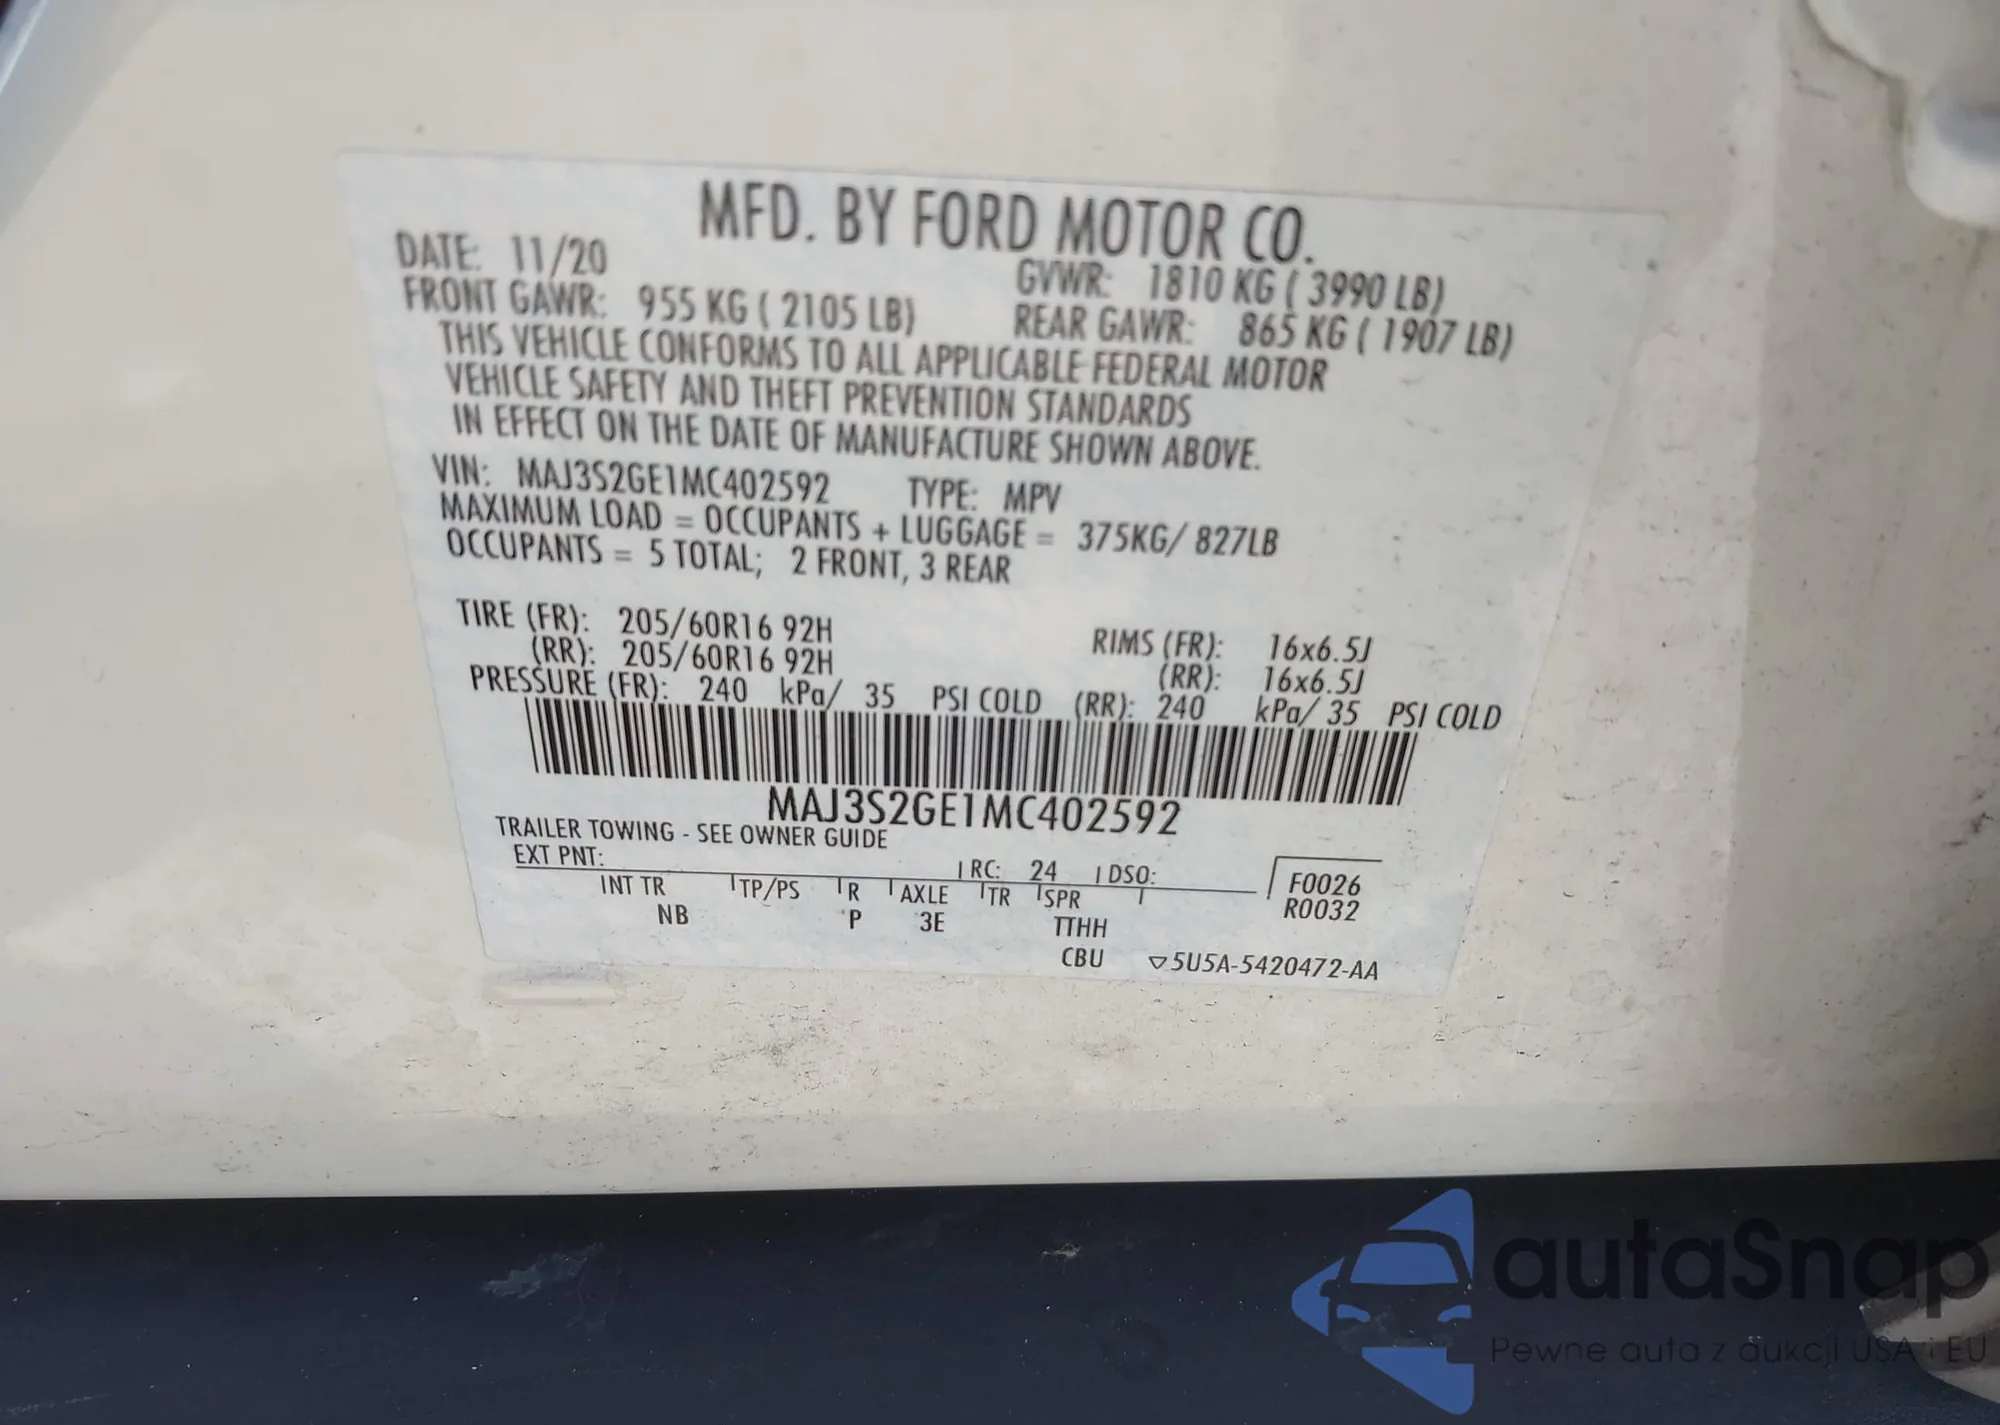 MFD. BY FORD MOTOR CO.
DATE: 11/20 GVWR: 1810 KG ( 3990 LB)
FRONT GAWR: 955 KG ( 2105 LB) REAR GAWR: 865 KG ( 1907 LB)
THIS VEHICLE CONFORMS TO ALL APPLICABLE FEDERAL MOTOR
VEHICLE SAFETY AND THEFT PREVENTION STANDARDS
IN EFFECT ON THE DATE OF MANUFACTURE SHOWN ABOVE.
VIN: MAJ3S2GE1MC402592 TYPE: MPV
MAXIMUM LOAD = OCCUPANTS + LUGGAGE = 375KG/ 827LB
OCCUPANTS = 5 TOTAL; 2 FRONT, 3 REAR
TIRE (FR): 205/60R16 92H RIMS (FR): 16x6.5J
(RR): 205/60R16 92H (RR): 16x6.5J
PRESSURE (FR): 240 kPa/ 35 PSI COLD (RR): 240 kPa/ 35 PSI COLD
MAJ3S2GE1MC402592
TRAILER TOWING - SEE OWNER GUIDE
EXT PNT: RC: 24 DSO: F0026
INT TR TP/PS R AXLE TR SPR R0032
NB P 3E TTHH
CBU ▽5U5A-5420472-AA
autaSnap
Pewne auta z aukcji USA i EU